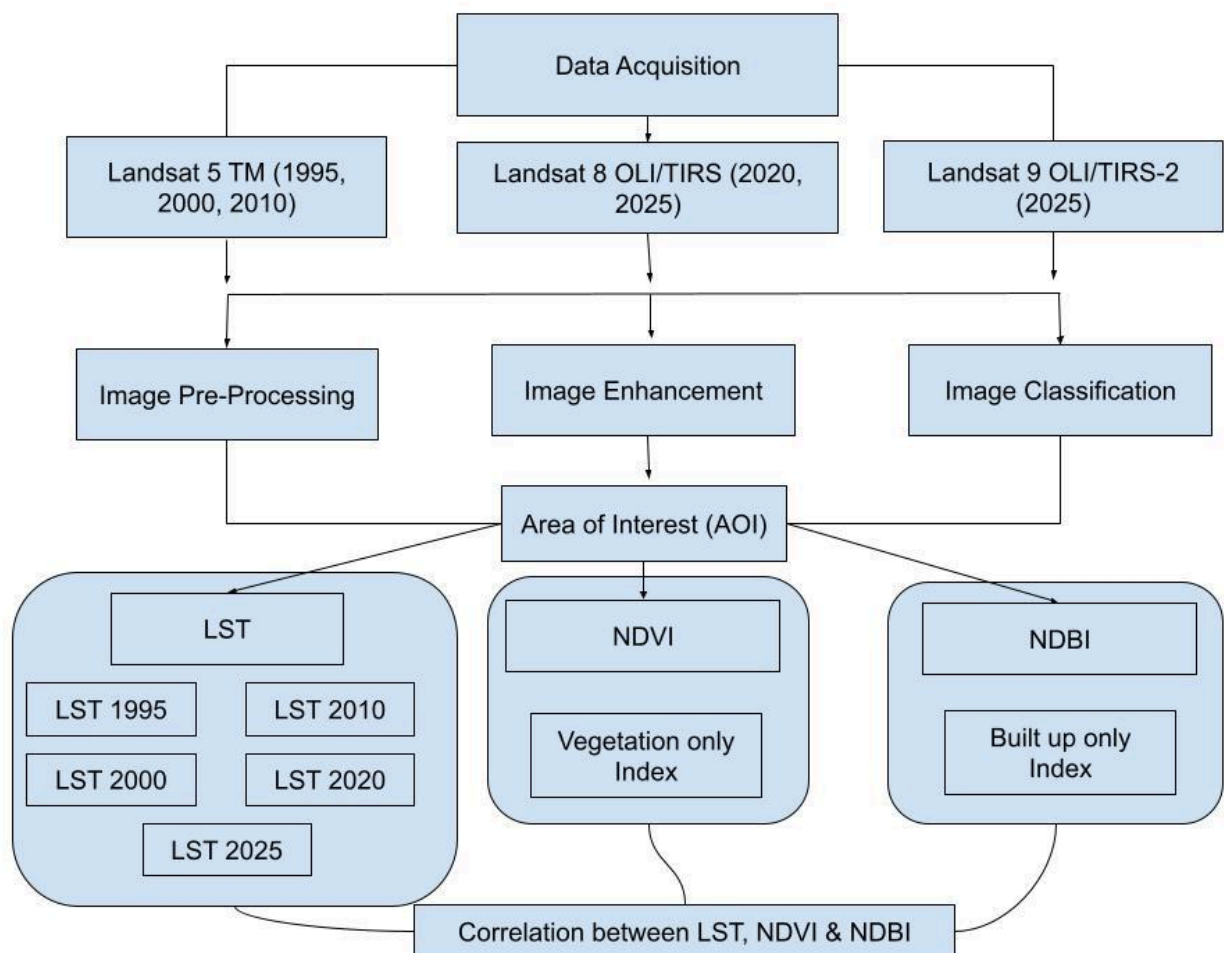 Data Acquisition
Landsat 5 TM (1995,
2000, 2010)
Landsat 8 OLI/TIRS (2020,
2025)
Landsat 9 OLI/TIRS-2
(2025)
Image Pre-Processing
Image Enhancement
Image Classification
Area of Interest (AOI)
LST
LST 1995
LST 2010
LST 2000
LST 2020
LST 2025
NDVI
Vegetation only
Index
NDBI
Built up only
Index
Correlation between LST, NDVI & NDBI